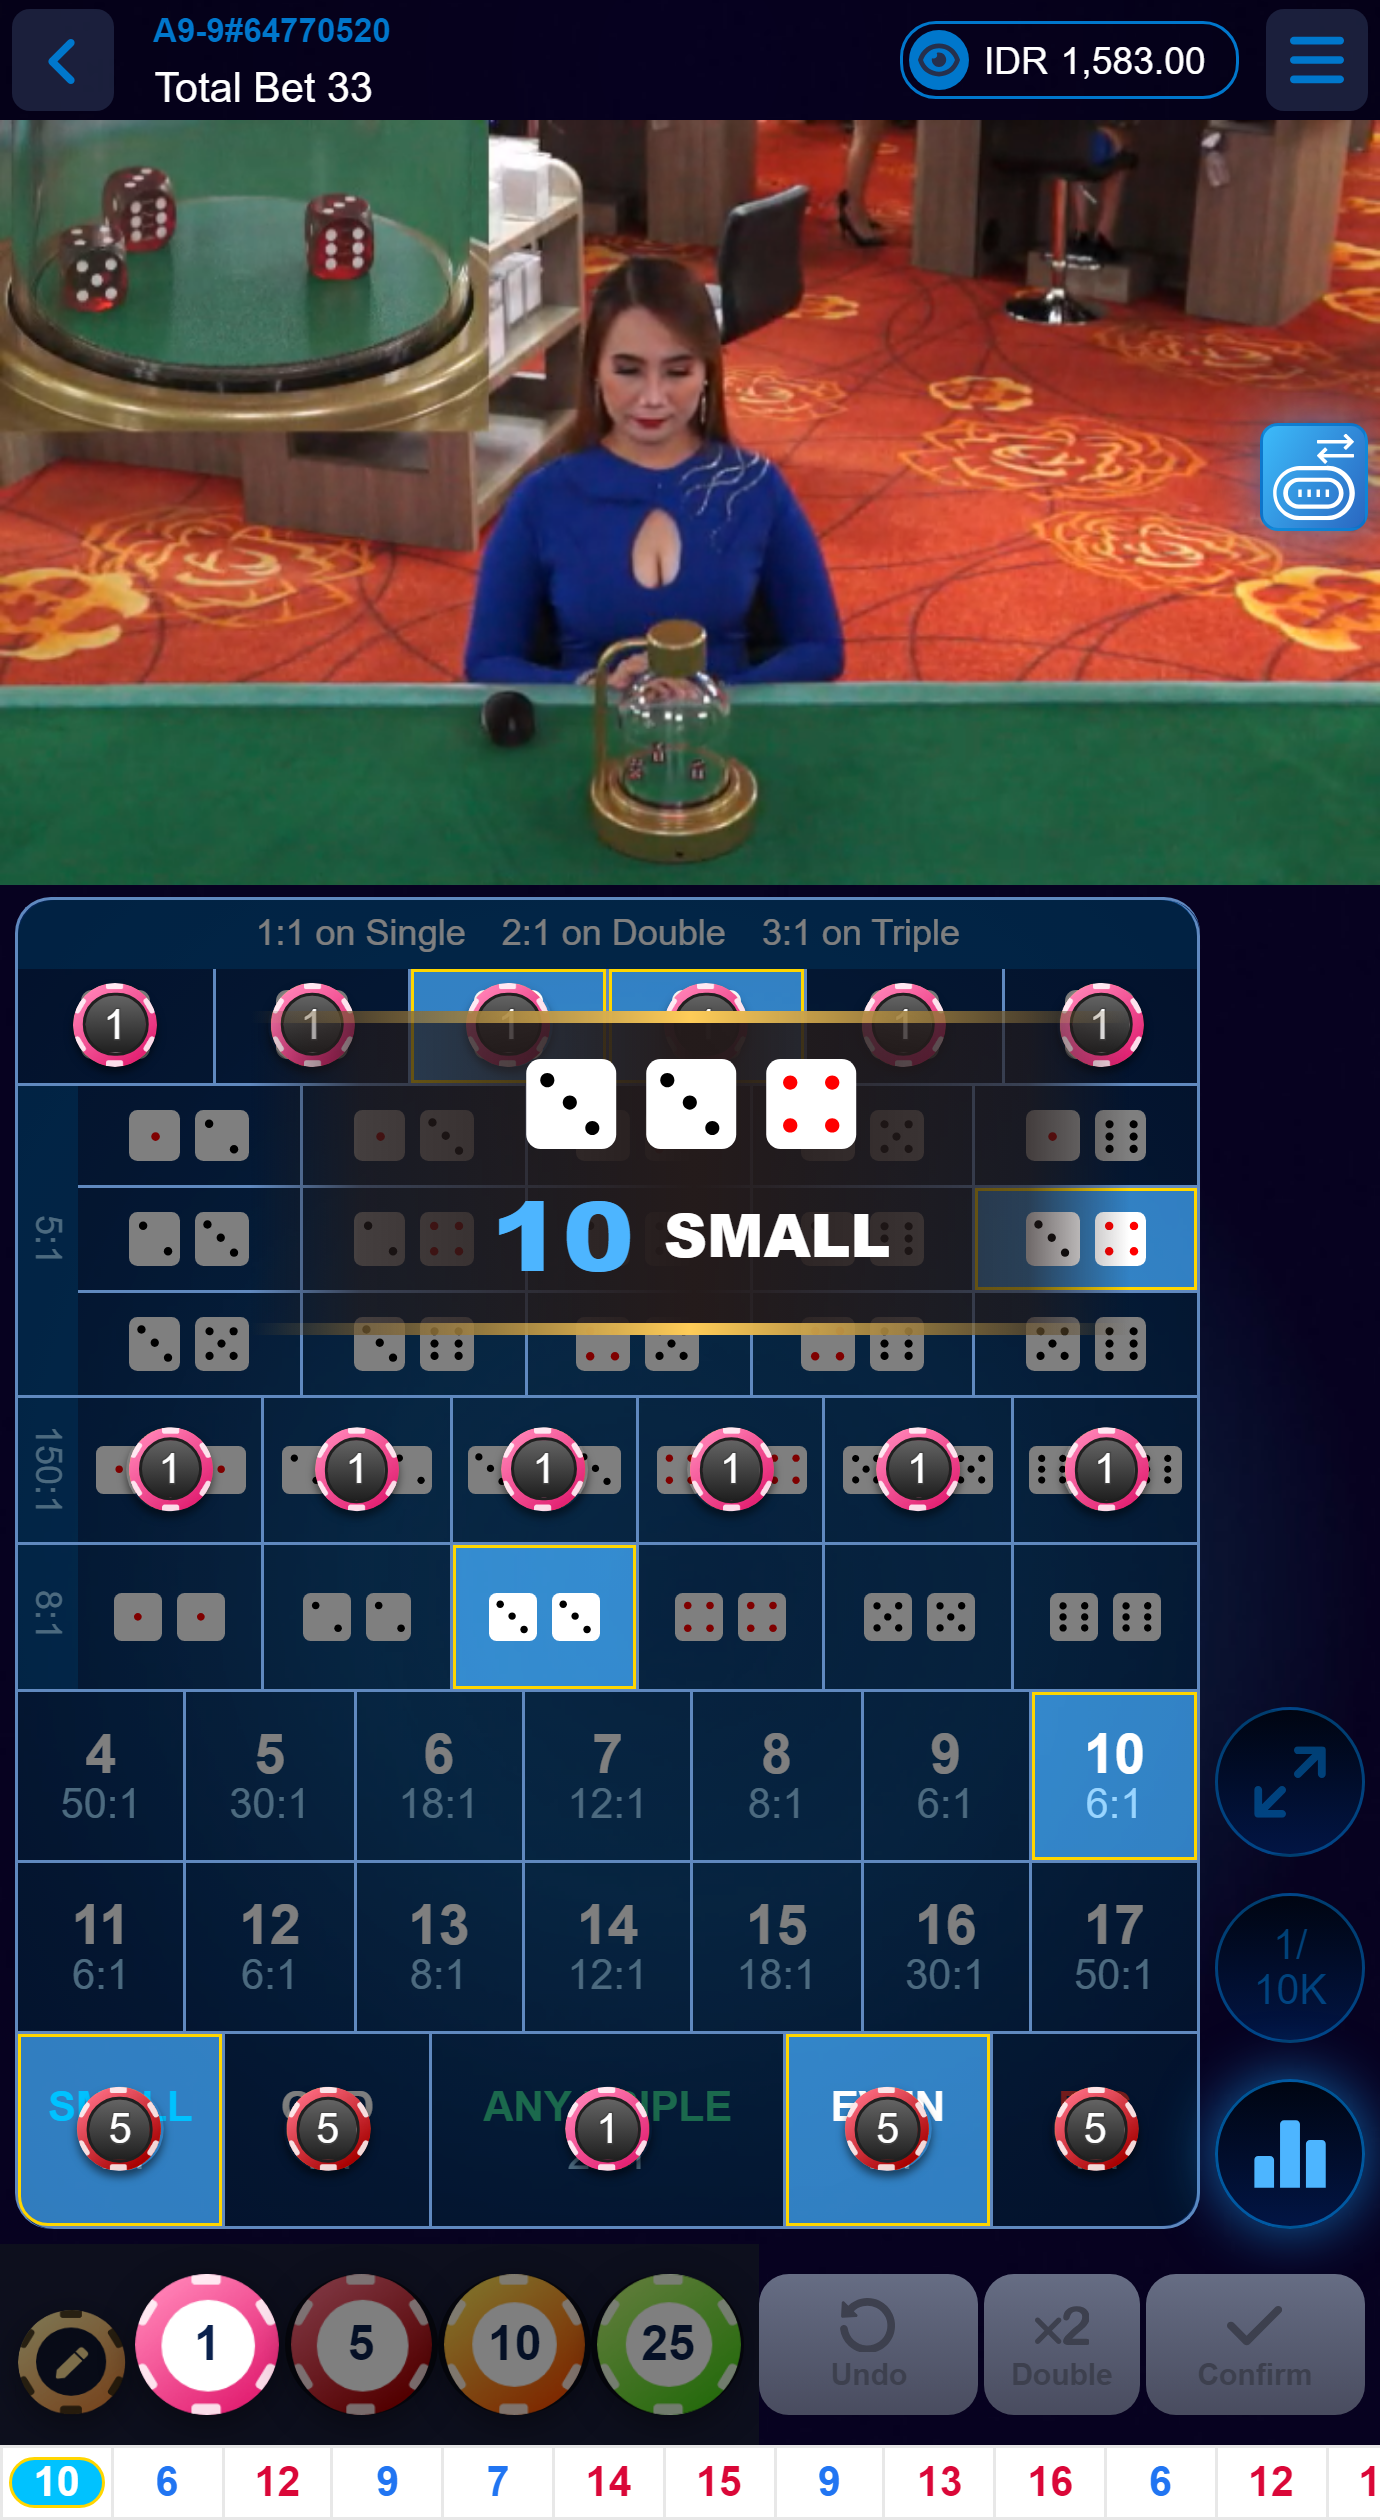 A9-9#64770520
Total Bet 33
IDR 1,583.00
1:1 on Single 2:1 on Double 3:1 on Triple
1 1 1 1 1 1
10 SMALL
5:1
150:1
1 1 1 1 1 1
8:1
4 5 6 7 8 9 10
50:1 30:1 18:1 12:1 8:1 6:1 6:1
11 12 13 14 15 16 17
6:1 6:1 8:1 12:1 18:1 30:1 50:1
5 5 1 5 5
1 5 10 25
Undo
x2
Double
Confirm
1/
10K
10 6 12 9 7 14 15 9 13 16 6 12